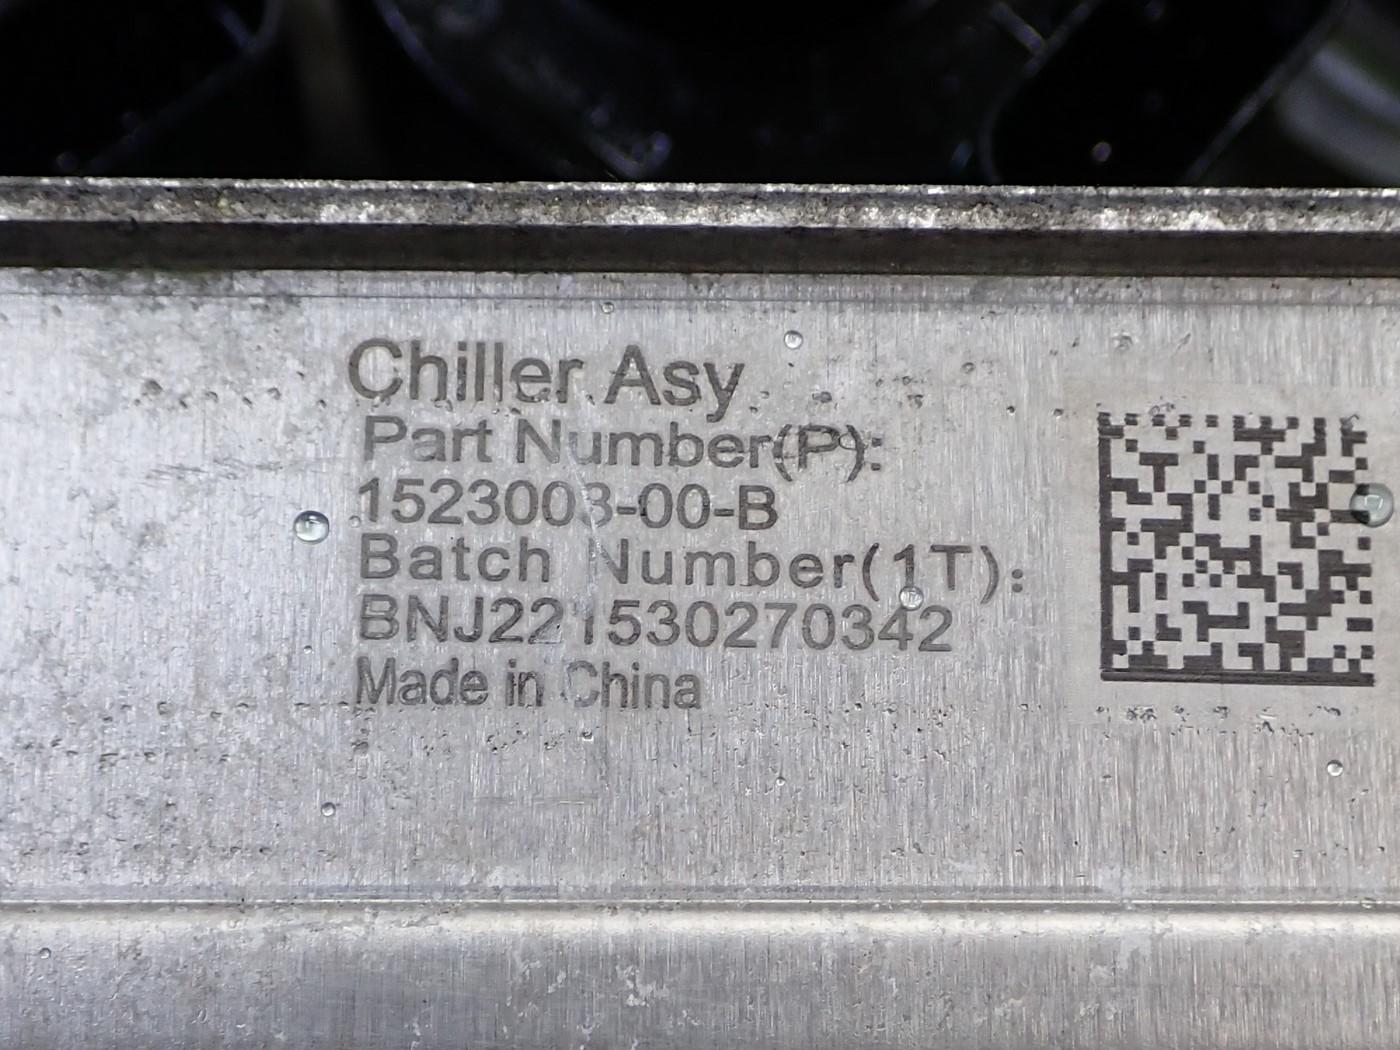 Chiller Asy
Part Number(P):
1523003-00-B
Batch Number(1T):
BNJ221530270342
Made in China